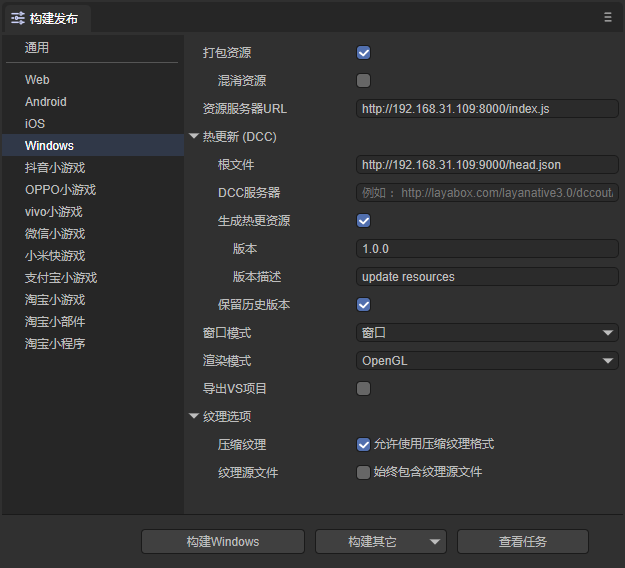 构建发布
通用
Web
Android
iOS
Windows
抖音小游戏
OPPO小游戏
vivo小游戏
微信小游戏
小米快游戏
支付宝小游戏
淘宝小游戏
淘宝小部件
淘宝小程序
打包资源
混淆资源
资源服务器URL http://192.168.31.109:8000/index.js
热更新 (DCC)
根文件 http://192.168.31.109:9000/head.json
DCC服务器 例如： http://layabox.com/layanative3.0/dccout/
生成热更资源
版本 1.0.0
版本描述 update resources
保留历史版本
窗口模式 窗口
渲染模式 OpenGL
导出VS项目
纹理选项
压缩纹理 允许使用压缩纹理格式
纹理源文件 始终包含纹理源文件
构建Windows 构建其它 查看任务